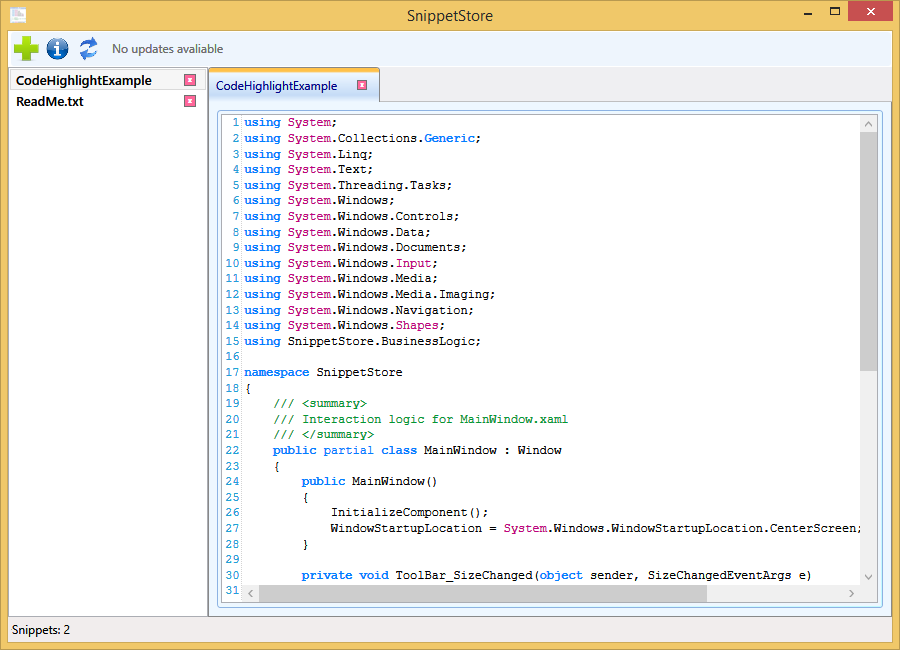 SnippetStore
No updates avaliable
CodeHighlightExample
ReadMe.txt
CodeHighlightExample
1 using System;
2 using System.Collections.Generic;
3 using System.Linq;
4 using System.Text;
5 using System.Threading.Tasks;
6 using System.Windows;
7 using System.Windows.Controls;
8 using System.Windows.Data;
9 using System.Windows.Documents;
10 using System.Windows.Input;
11 using System.Windows.Media;
12 using System.Windows.Media.Imaging;
13 using System.Windows.Navigation;
14 using System.Windows.Shapes;
15 using SnippetStore.BusinessLogic;
16
17 namespace SnippetStore
18 {
19     /// <summary>
20     /// Interaction logic for MainWindow.xaml
21     /// </summary>
22     public partial class MainWindow : Window
23     {
24         public MainWindow()
25         {
26             InitializeComponent();
27             WindowStartupLocation = System.Windows.WindowStartupLocation.CenterScreen;
28         }
29
30         private void ToolBar_SizeChanged(object sender, SizeChangedEventArgs e)
31
Snippets: 2